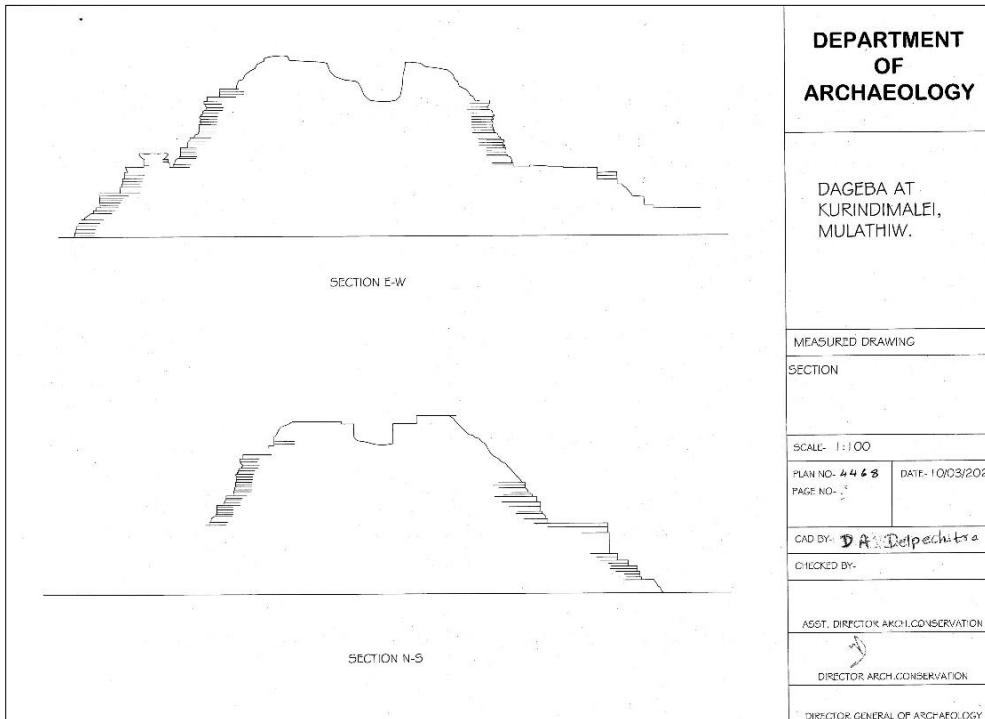 DEPARTMENT
OF
ARCHAEOLOGY
DAGEBA AT
KURINDIMALEI,
MULATHIW.
MEASURED DRAWING
SECTION
SCALE- 1:100
PLAN NO- 4468
DATE- 10/03/202
PAGE NO-
CAD BY- D A Delpechitra
CHECKED BY-
ASST. DIRECTOR ARCH.CONSERVATION
DIRECTOR ARCH.CONSERVATION
DIRECTOR GENERAL OF ARCHAEOLOGY
SECTION E-W
SECTION N-S